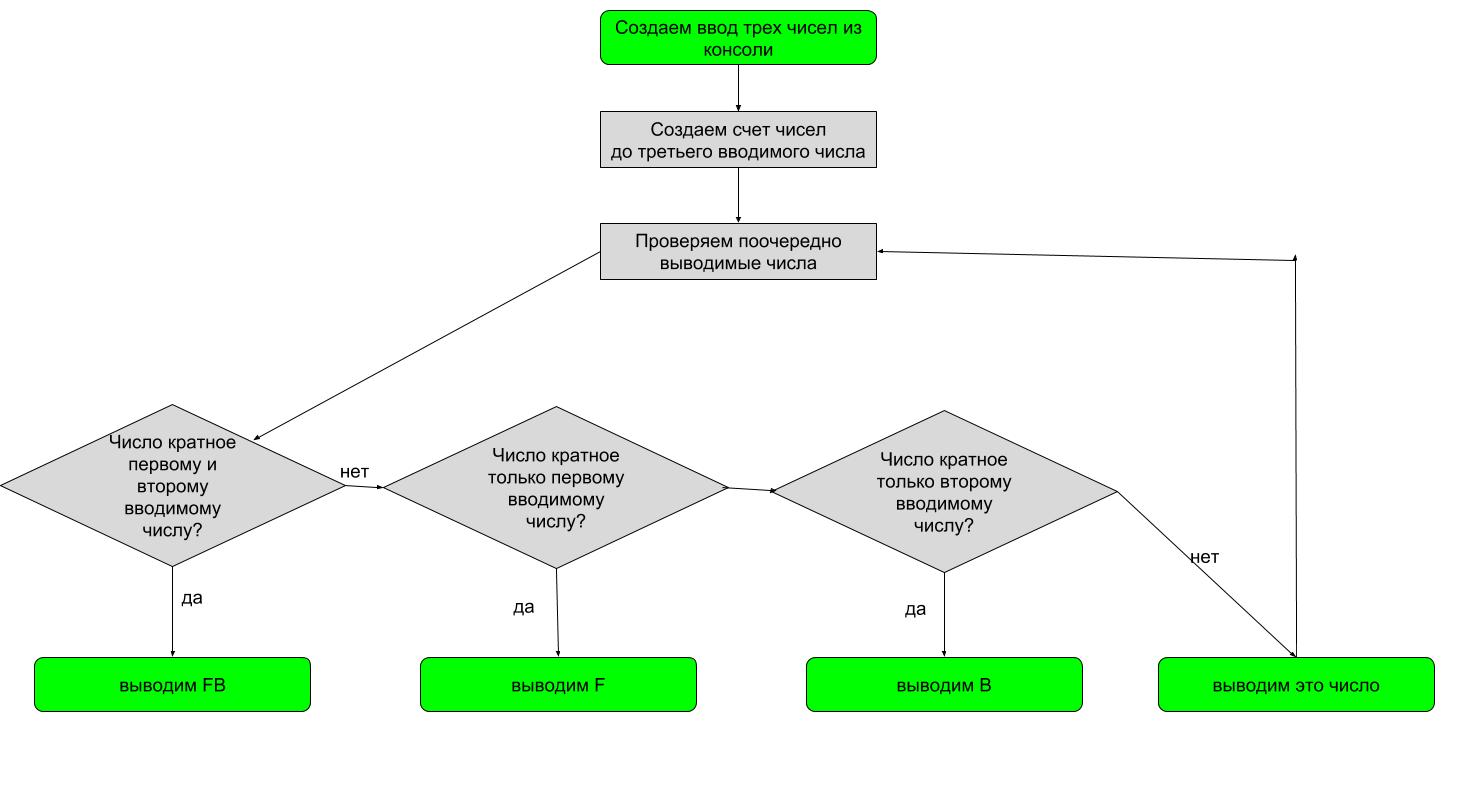 Создаем ввод трех чисел из
консоли
Создаем счет чисел
до третьего вводимого числа
Проверяем поочередно
выводимые числа
Число кратное
первому и
второму
вводимому
числу?
нет
Число кратное
только первому
вводимому
числу?
Число кратное
только второму
вводимому
числу?
нет
да
да
да
выводим FB
выводим F
выводим B
выводим это число